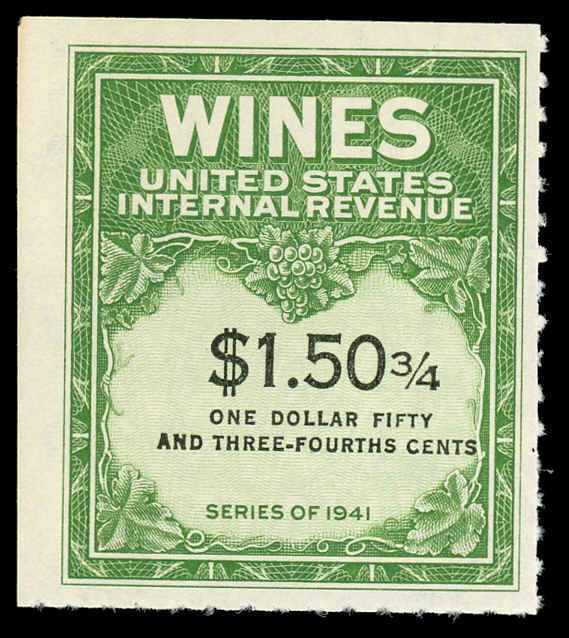 WINES
UNITED STATES
INTERNAL REVENUE
$1.50 3/4
ONE DOLLAR FIFTY
AND THREE-FOURTHS CENTS
SERIES OF 1941